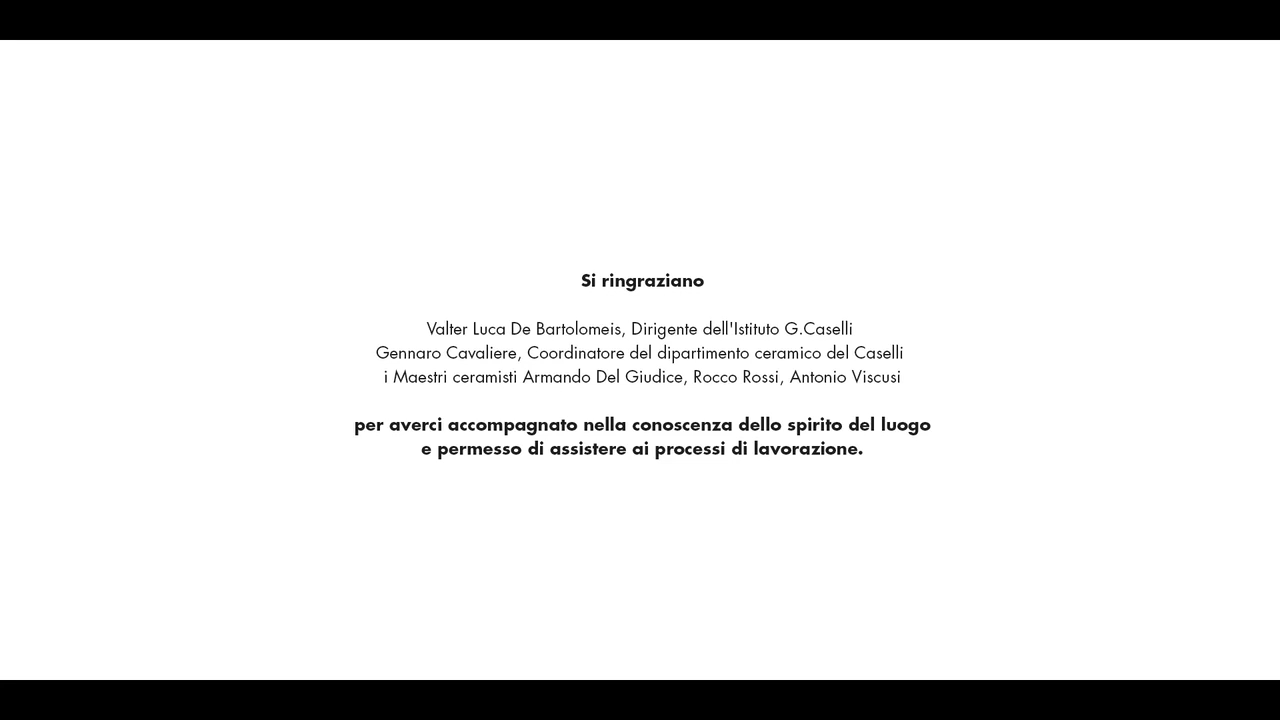 Si ringraziano
Valter Luca De Bartolomeis, Dirigente dell'Istituto G.Caselli
Gennaro Cavaliere, Coordinatore del dipartimento ceramico del Caselli
i Maestri ceramisti Armando Del Giudice, Rocco Rossi, Antonio Viscusi
per averci accompagnato nella conoscenza dello spirito del luogo
e permesso di assistere ai processi di lavorazione.